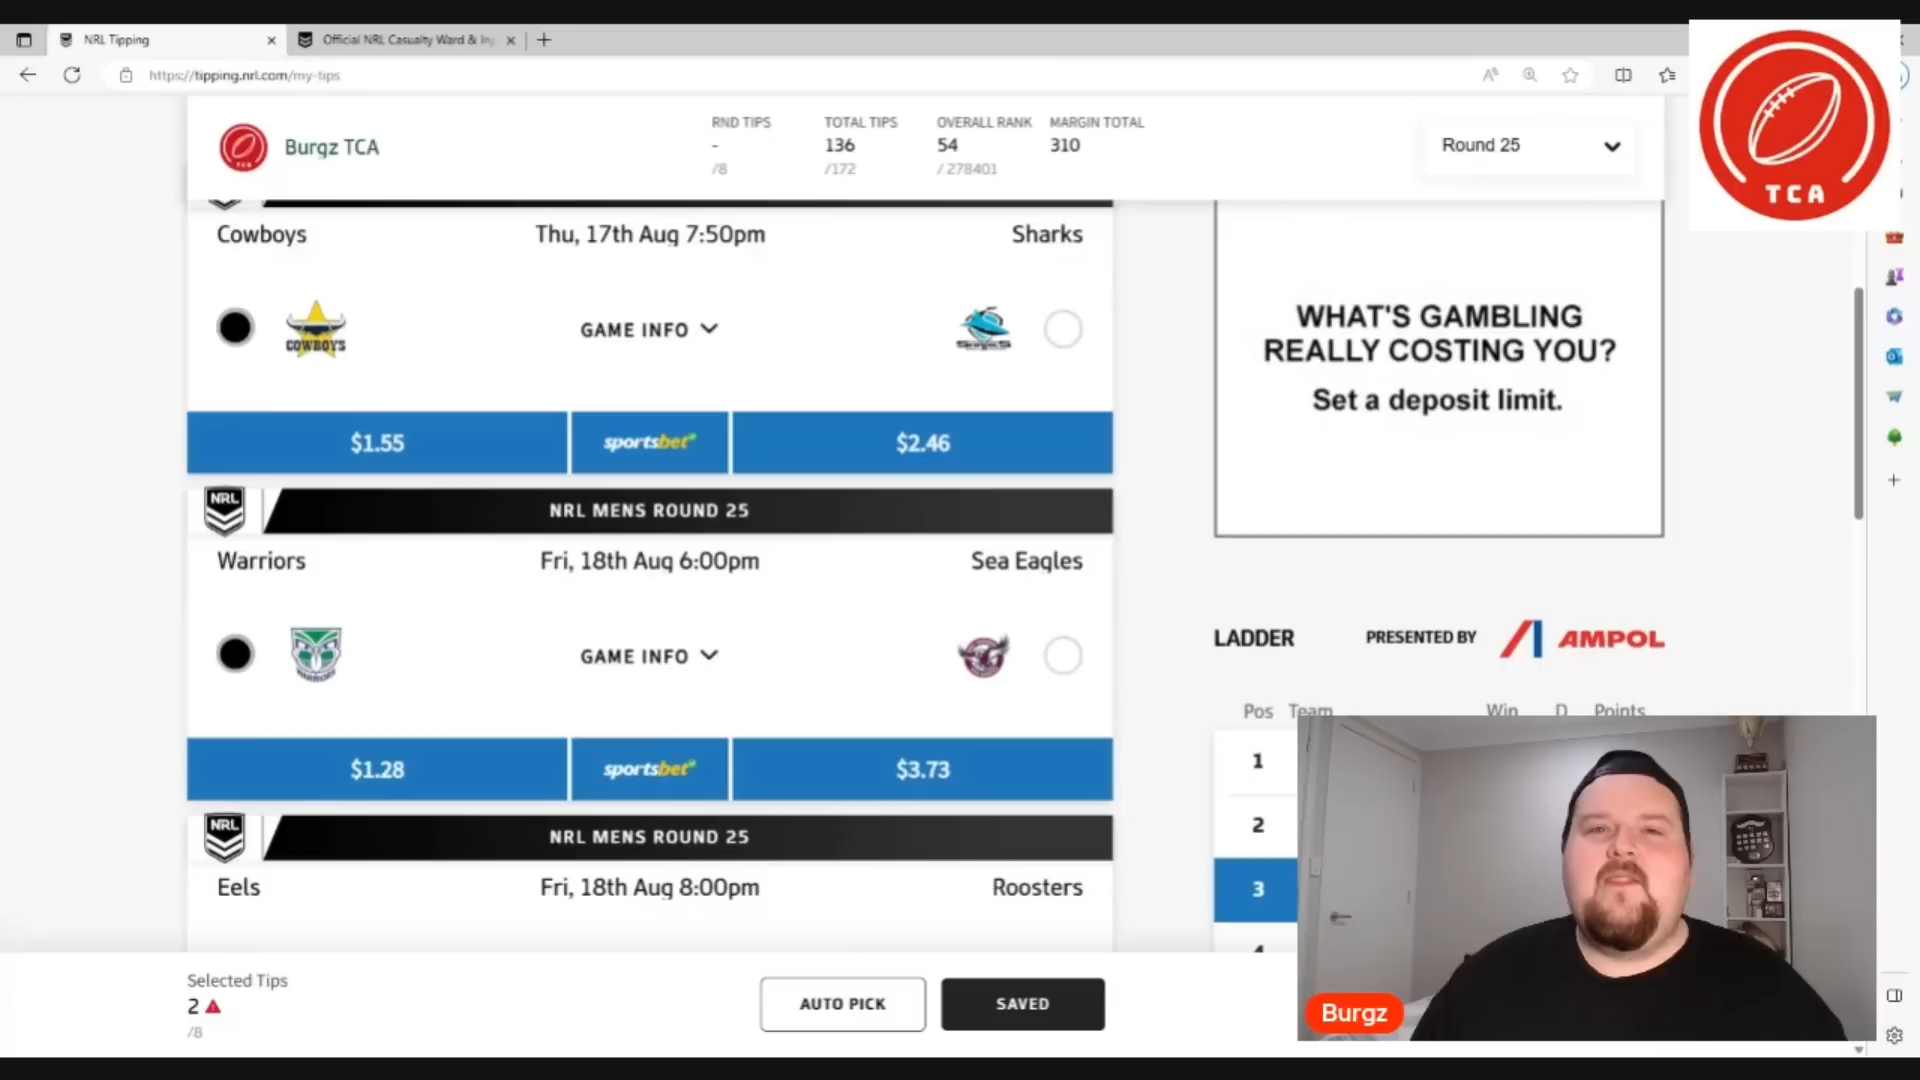 NRL Tipping
Official NRL Casualty Ward & Inj
https://tipping.nrl.com/my-tips
Burgz TCA
RND TIPS
-
/8
TOTAL TIPS
136
/172
OVERALL RANK
54
/ 278401
MARGIN TOTAL
310
Round 25
TCA
Cowboys
Thu, 17th Aug 7:50pm
Sharks
COWBOYS
GAME INFO
$1.55
sportsbet
$2.46
NRL
NRL MENS ROUND 25
Warriors
Fri, 18th Aug 6:00pm
Sea Eagles
WARRIORS
GAME INFO
$1.28
sportsbet
$3.73
NRL
NRL MENS ROUND 25
Eels
Fri, 18th Aug 8:00pm
Roosters
Selected Tips
2
/8
AUTO PICK
SAVED
WHAT'S GAMBLING
REALLY COSTING YOU?
Set a deposit limit.
LADDER
PRESENTED BY
AMPOL
Pos Team Win D Points
1
2
3
Burgz